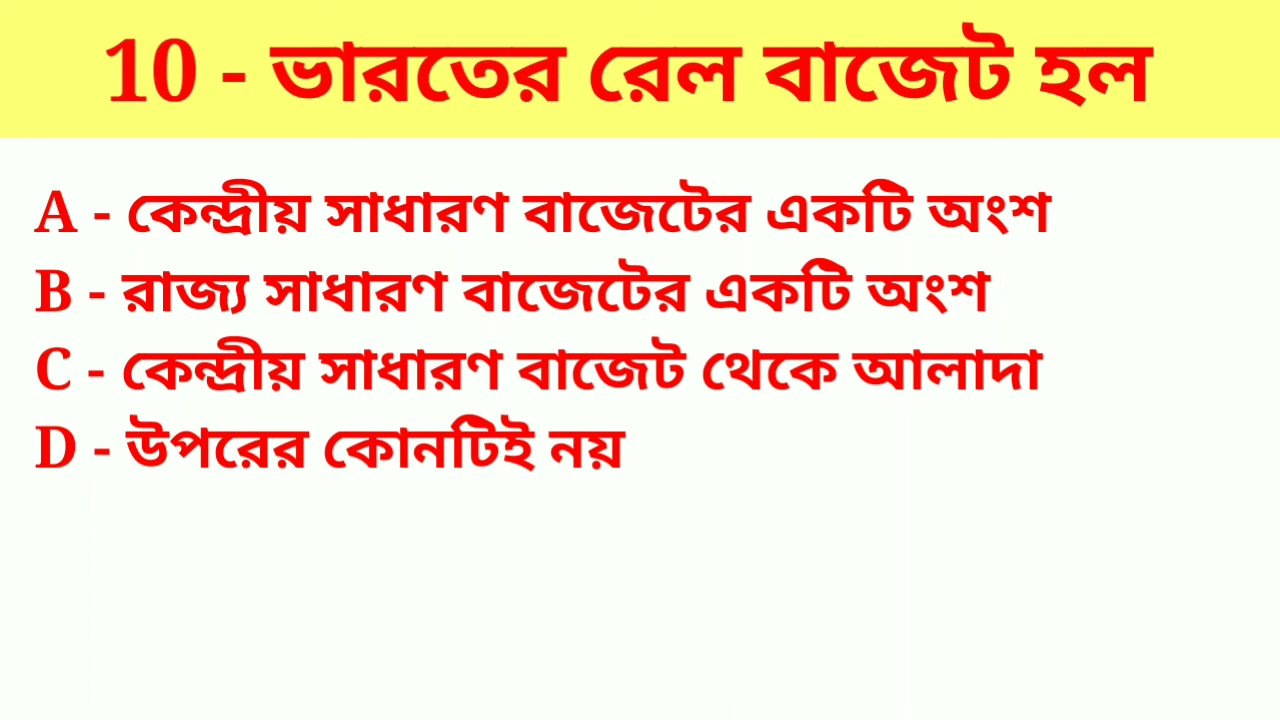 10 - ভারতের রেল বাজেট হল
A - কেন্দ্রীয় সাধারণ বাজেটের একটি অংশ
B - রাজ্য সাধারণ বাজেটের একটি অংশ
C - কেন্দ্রীয় সাধারণ বাজেট থেকে আলাদা
D - উপরের কোনটিই নয়